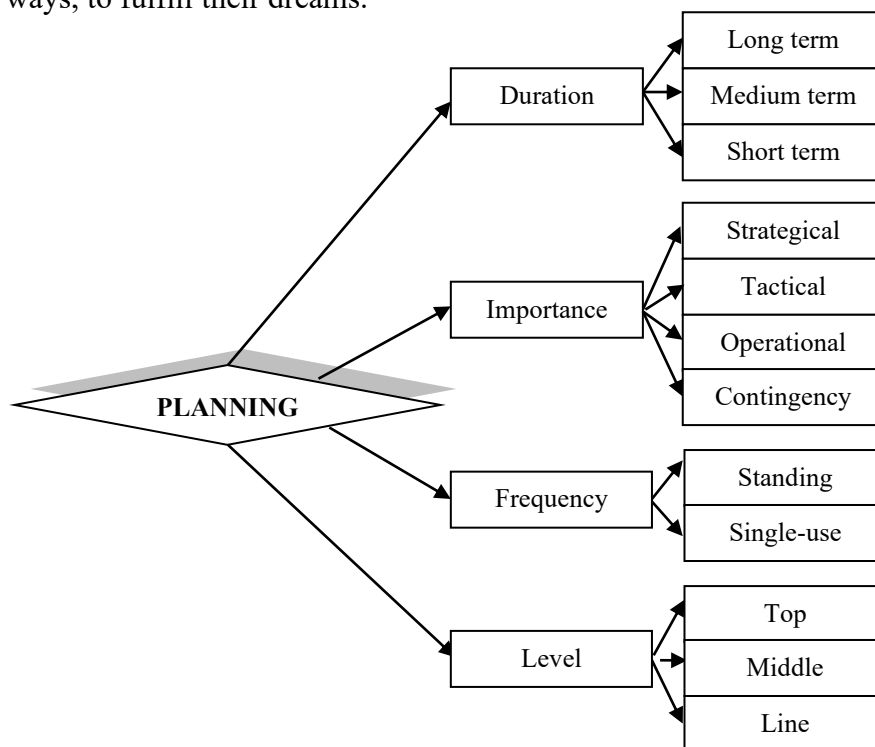 ways, to fulfill their dreams.
Long term
Duration
Medium term
Short term
Strategical
Tactical
Importance
Operational
Contingency
PLANNING
Standing
Frequency
Single-use
Top
Level
Middle
Line